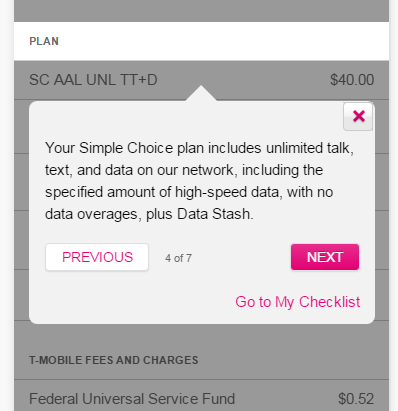 PLAN
SC AAL UNL TT+D $40.00
Your Simple Choice plan includes unlimited talk,
text, and data on our network, including the
specified amount of high-speed data, with no
data overages, plus Data Stash.
PREVIOUS 4 of 7 NEXT
Go to My Checklist
T-MOBILE FEES AND CHARGES
Federal Universal Service Fund $0.52